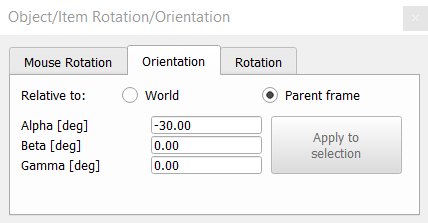 Object/Item Rotation/Orientation
Mouse Rotation Orientation Rotation
Relative to: World Parent frame
Alpha [deg] -30.00
Beta [deg] 0.00
Gamma [deg] 0.00
Apply to
selection